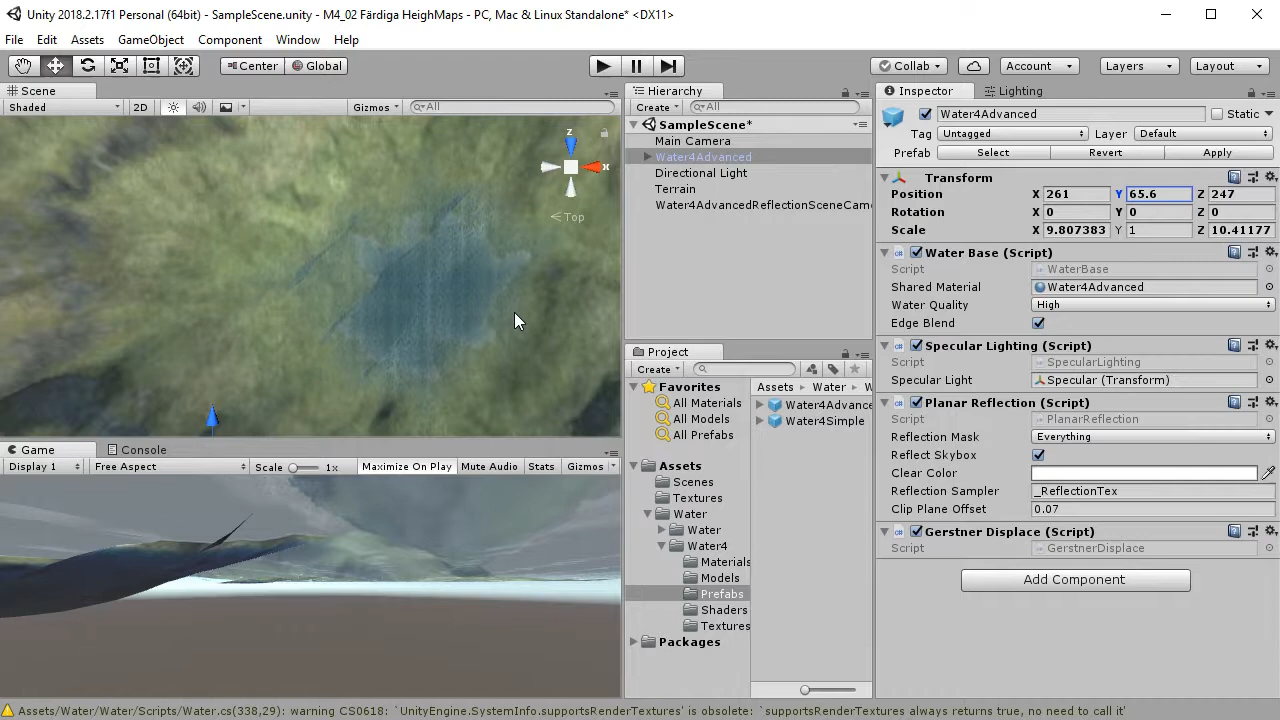 Unity 2018.2.17f1 Personal (64bit) - SampleScene.unity - M4_02 Färdiga HeighMaps - PC, Mac & Linux Standalone* <DX11>
File Edit Assets GameObject Component Window Help
Center Global Collab Account Layers Layout
Scene
Shaded 2D Gizmos All
z
x
Top
Game Console
Display 1 Free Aspect Scale 1x Maximize On Play Mute Audio Stats Gizmos
Hierarchy
Create All
SampleScene*
Main Camera
Water4Advanced
Directional Light
Terrain
Water4AdvancedReflectionSceneCam
Project
Create
Favorites
All Materials
All Models
All Prefabs
Assets
Scenes
Textures
Water
Water
Water4
Materials
Models
Prefabs
Shaders
Textures
Packages
Assets Water W
Water4Advance
Water4Simple
Inspector Lighting
Water4Advanced Static
Tag Untagged Layer Default
Prefab Select Revert Apply
Transform
Position X 261 Y 65.6 Z 247
Rotation X 0 Y 0 Z 0
Scale X 9.807383 Y 1 Z 10.41177
Water Base (Script)
Script WaterBase
Shared Material Water4Advanced
Water Quality High
Edge Blend
Specular Lighting (Script)
Script SpecularLighting
Specular Light Specular (Transform)
Planar Reflection (Script)
Script PlanarReflection
Reflection Mask Everything
Reflect Skybox
Clear Color
Reflection Sampler _ReflectionTex
Clip Plane Offset 0.07
Gerstner Displace (Script)
Script GerstnerDisplace
Add Component
Assets/Water/Water/Scripts/Water.cs(338,29): warning CS0618: `UnityEngine.SystemInfo.supportsRenderTextures' is obsolete: `supportsRenderTextures always returns true, no need to call it'